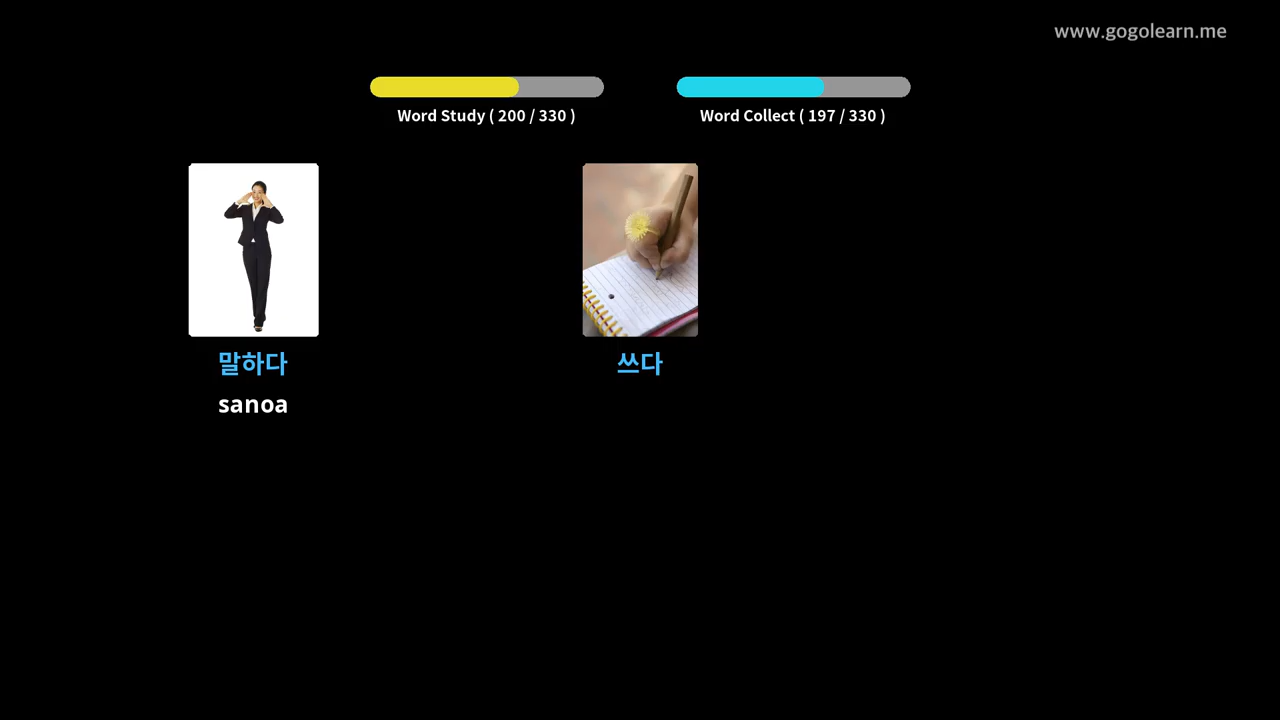 www.gogolearn.me
Word Study ( 200 / 330 )
Word Collect ( 197 / 330 )
말하다
쓰다
sanoa